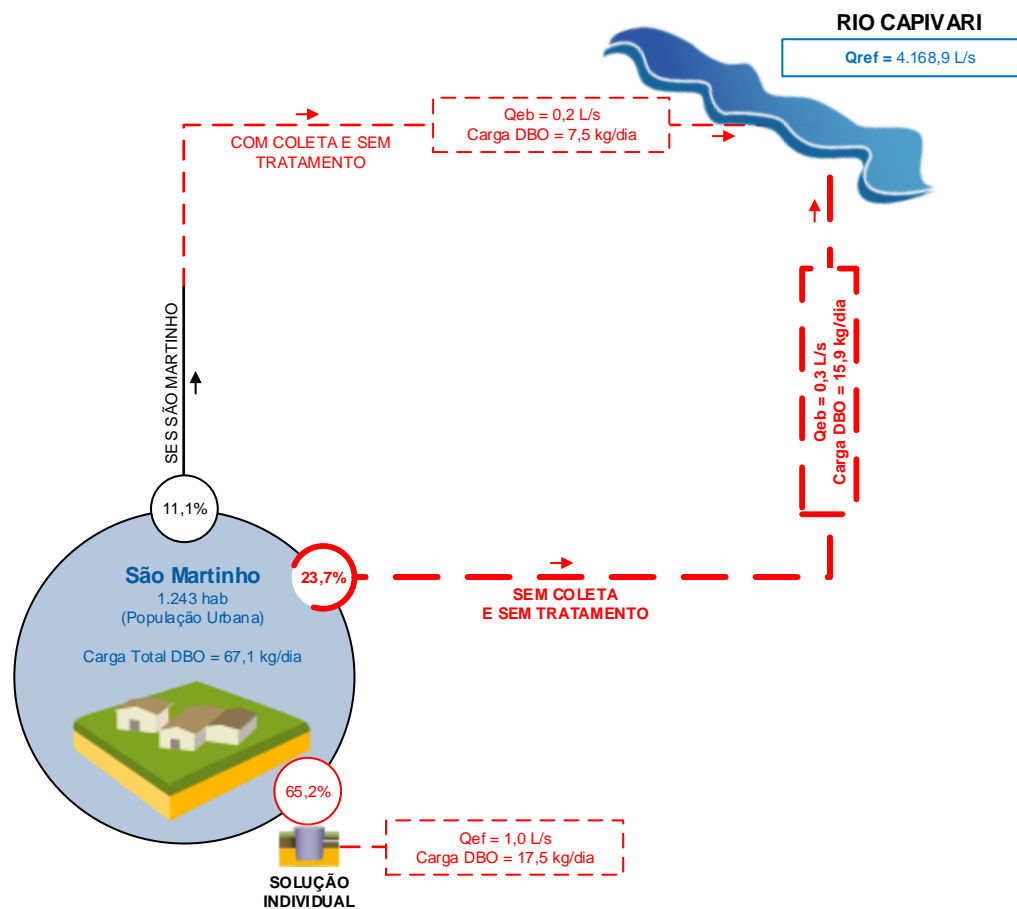 RIO CAPIVARI
Qref = 4.168,9 L/s
Qeb = 0,2 L/s
Carga DBO = 7,5 kg/dia
COM COLETA E SEM
TRATAMENTO
SES SÃO MARTINHO
Qeb = 0,3 L/s
Carga DBO = 15,9 kg/dia
11,1%
23,7%
São Martinho
1.243 hab
(População Urbana)
Carga Total DBO = 67,1 kg/dia
SEM COLETA
E SEM TRATAMENTO
65,2%
Qef = 1,0 L/s
Carga DBO = 17,5 kg/dia
SOLUÇÃO
INDIVIDUAL